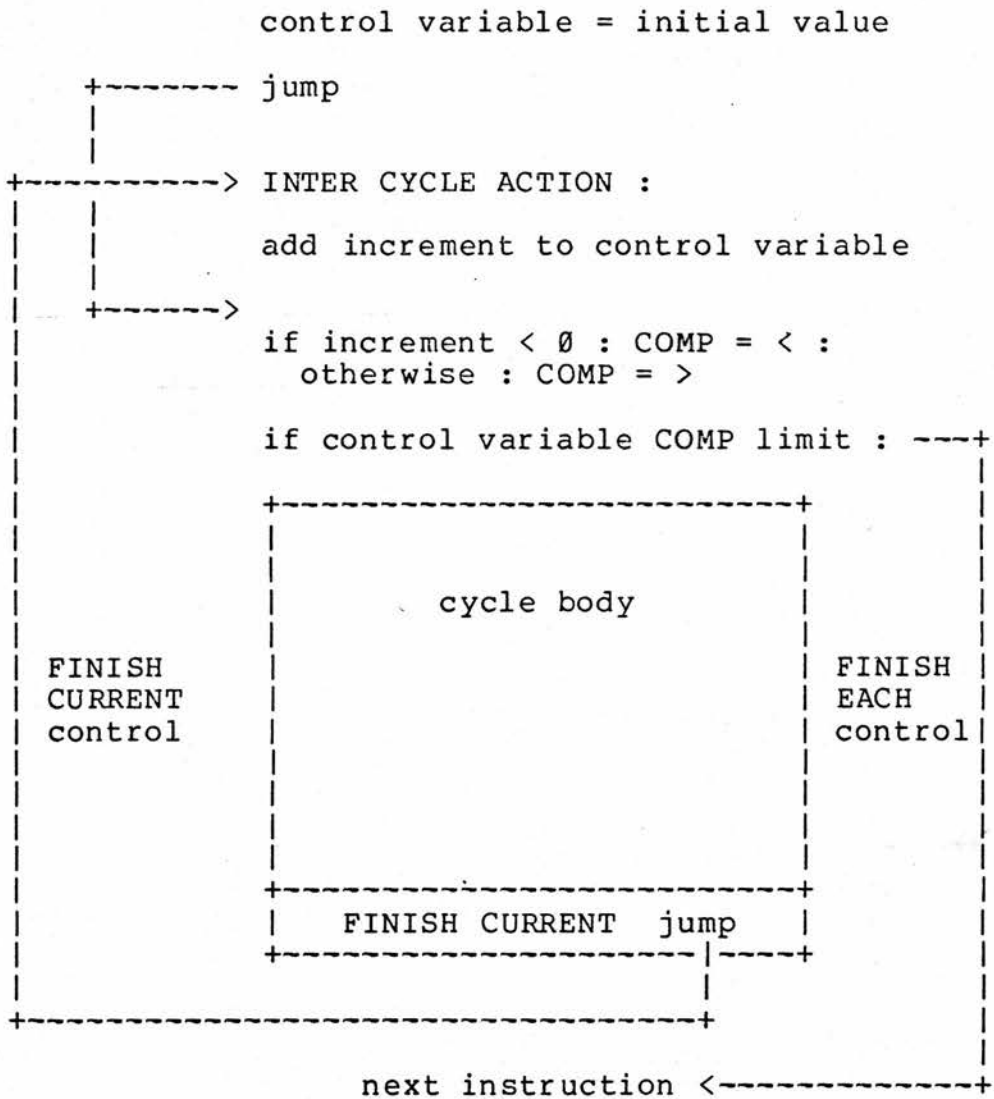 control variable = initial value
jump
INTER CYCLE ACTION :
add increment to control variable
if increment < Ø : COMP = < :
otherwise : COMP = >
if control variable COMP limit :
cycle body
FINISH
CURRENT
control
FINISH
EACH
control
FINISH CURRENT jump
next instruction